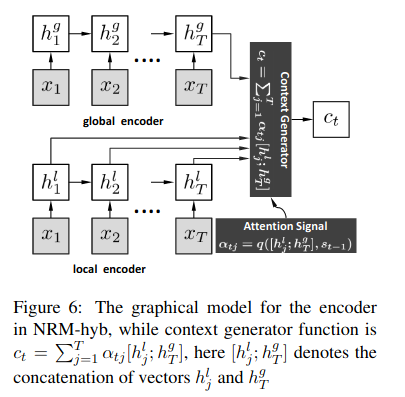 h_1^g h_2^g h_T^g
x_1 x_2 .... x_T
global encoder
Context Generator
c_t = \sum_{j=1}^{T} α_{tj}[h_j^l; h_T^g]
c_t
h_1^l h_2^l h_T^l
x_1 x_2 .... x_T
local encoder
Attention Signal
α_{tj} = q([h_j^l; h_T^g], s_{t−1})
Figure 6: The graphical model for the encoder
in NRM-hyb, while context generator function is
c_t = \sum_{j=1}^{T} α_{tj}[h_j^l; h_T^g], here [h_j^l; h_T^g] denotes the
concatenation of vectors h_j^l and h_T^g